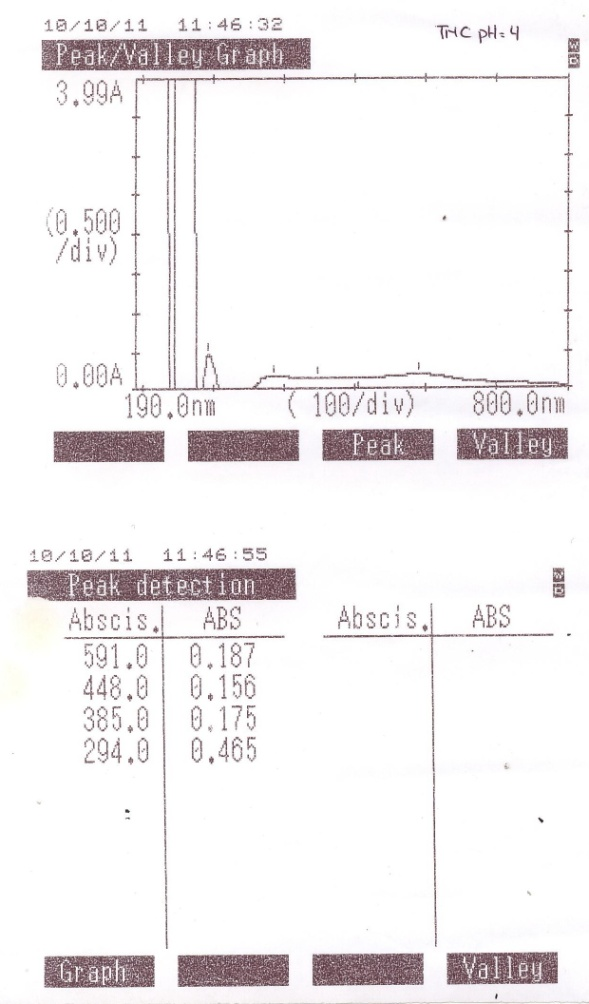 10/10/11 11:46:32
TMC pH=4
Peak/Valley Graph
3.99A
(0.500
/div)
0.00A
190.0nm ( 100/div) 800.0nm
Peak Valley
10/10/11 11:46:55
Peak detection
Abscis. ABS Abscis. ABS
591.0 0.187
448.0 0.156
385.0 0.175
294.0 0.465
Graph Valley